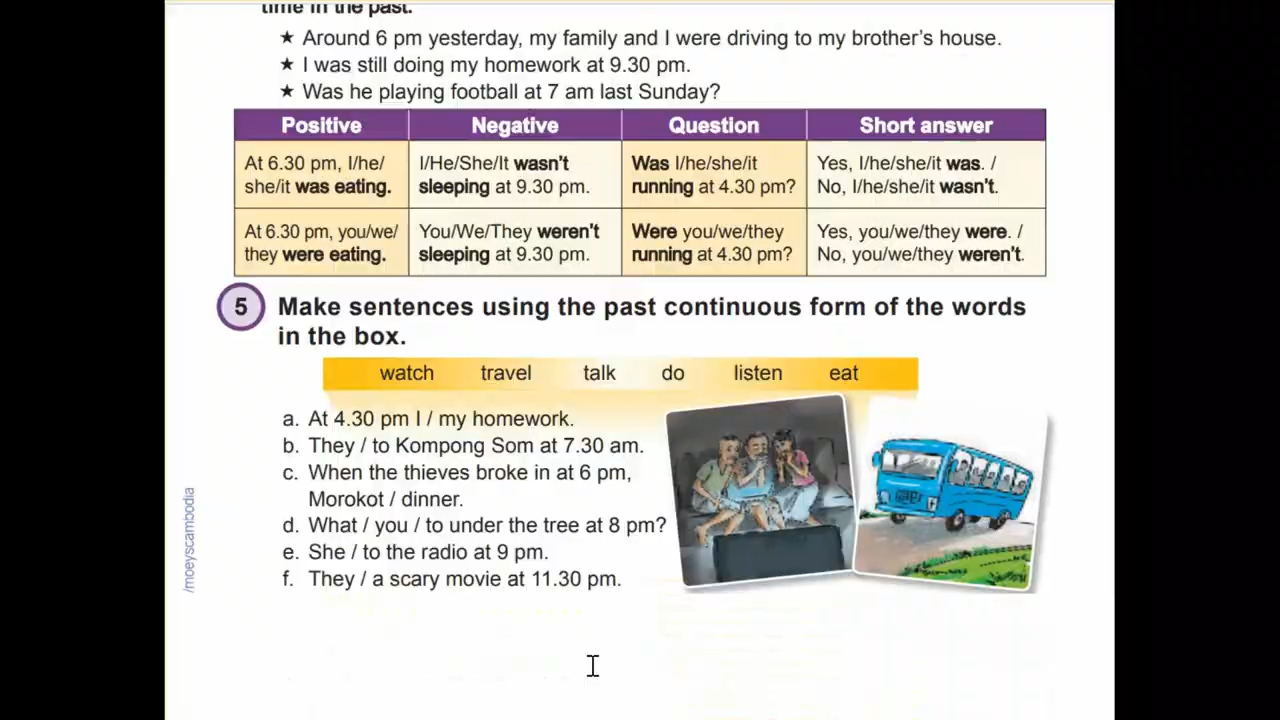 time in the past.
★ Around 6 pm yesterday, my family and I were driving to my brother's house.
★ I was still doing my homework at 9.30 pm.
★ Was he playing football at 7 am last Sunday?
Positive Negative Question Short answer
At 6.30 pm, I/he/ I/He/She/It wasn't Was I/he/she/it Yes, I/he/she/it was. /
she/it was eating. sleeping at 9.30 pm. running at 4.30 pm? No, I/he/she/it wasn't.
At 6.30 pm, you/we/ You/We/They weren't Were you/we/they Yes, you/we/they were. /
they were eating. sleeping at 9.30 pm. running at 4.30 pm? No, you/we/they weren't.
5 Make sentences using the past continuous form of the words
in the box.
watch travel talk do listen eat
a. At 4.30 pm I / my homework.
b. They / to Kompong Som at 7.30 am.
c. When the thieves broke in at 6 pm,
Morokot / dinner.
d. What / you / to under the tree at 8 pm?
e. She / to the radio at 9 pm.
f. They / a scary movie at 11.30 pm.
/moeyscambodia